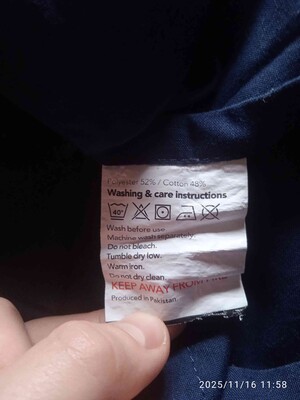 Polyester 52% / Cotton 48%
Washing & care instructions
40°
Wash before use
Machine wash separately.
Do not bleach.
Tumble dry low.
Warm iron.
Do not dry clean.
KEEP AWAY FROM FIRE
Produced in Pakistan
2025/11/16 11:58